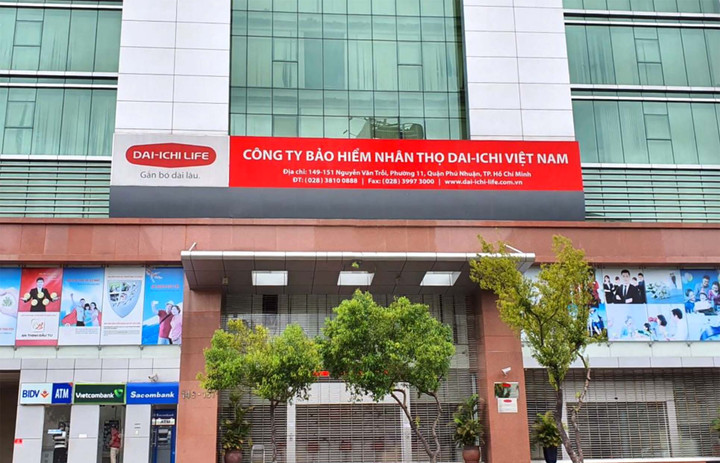 DAI-ICHI LIFE
Gắn bó dài lâu.
CÔNG TY BẢO HIỂM NHÂN THỌ DAI-ICHI VIỆT NAM
Địa chỉ: 149-151 Nguyễn Văn Trỗi, Phường 11, Quận Phú Nhuận, TP. Hồ Chí Minh
ĐT: (028) 3810 0888 | Fax: (028) 3997 3000 | www.dai-ichi-life.com.vn
BIDV
ATM
Vietcombank
Sacombank